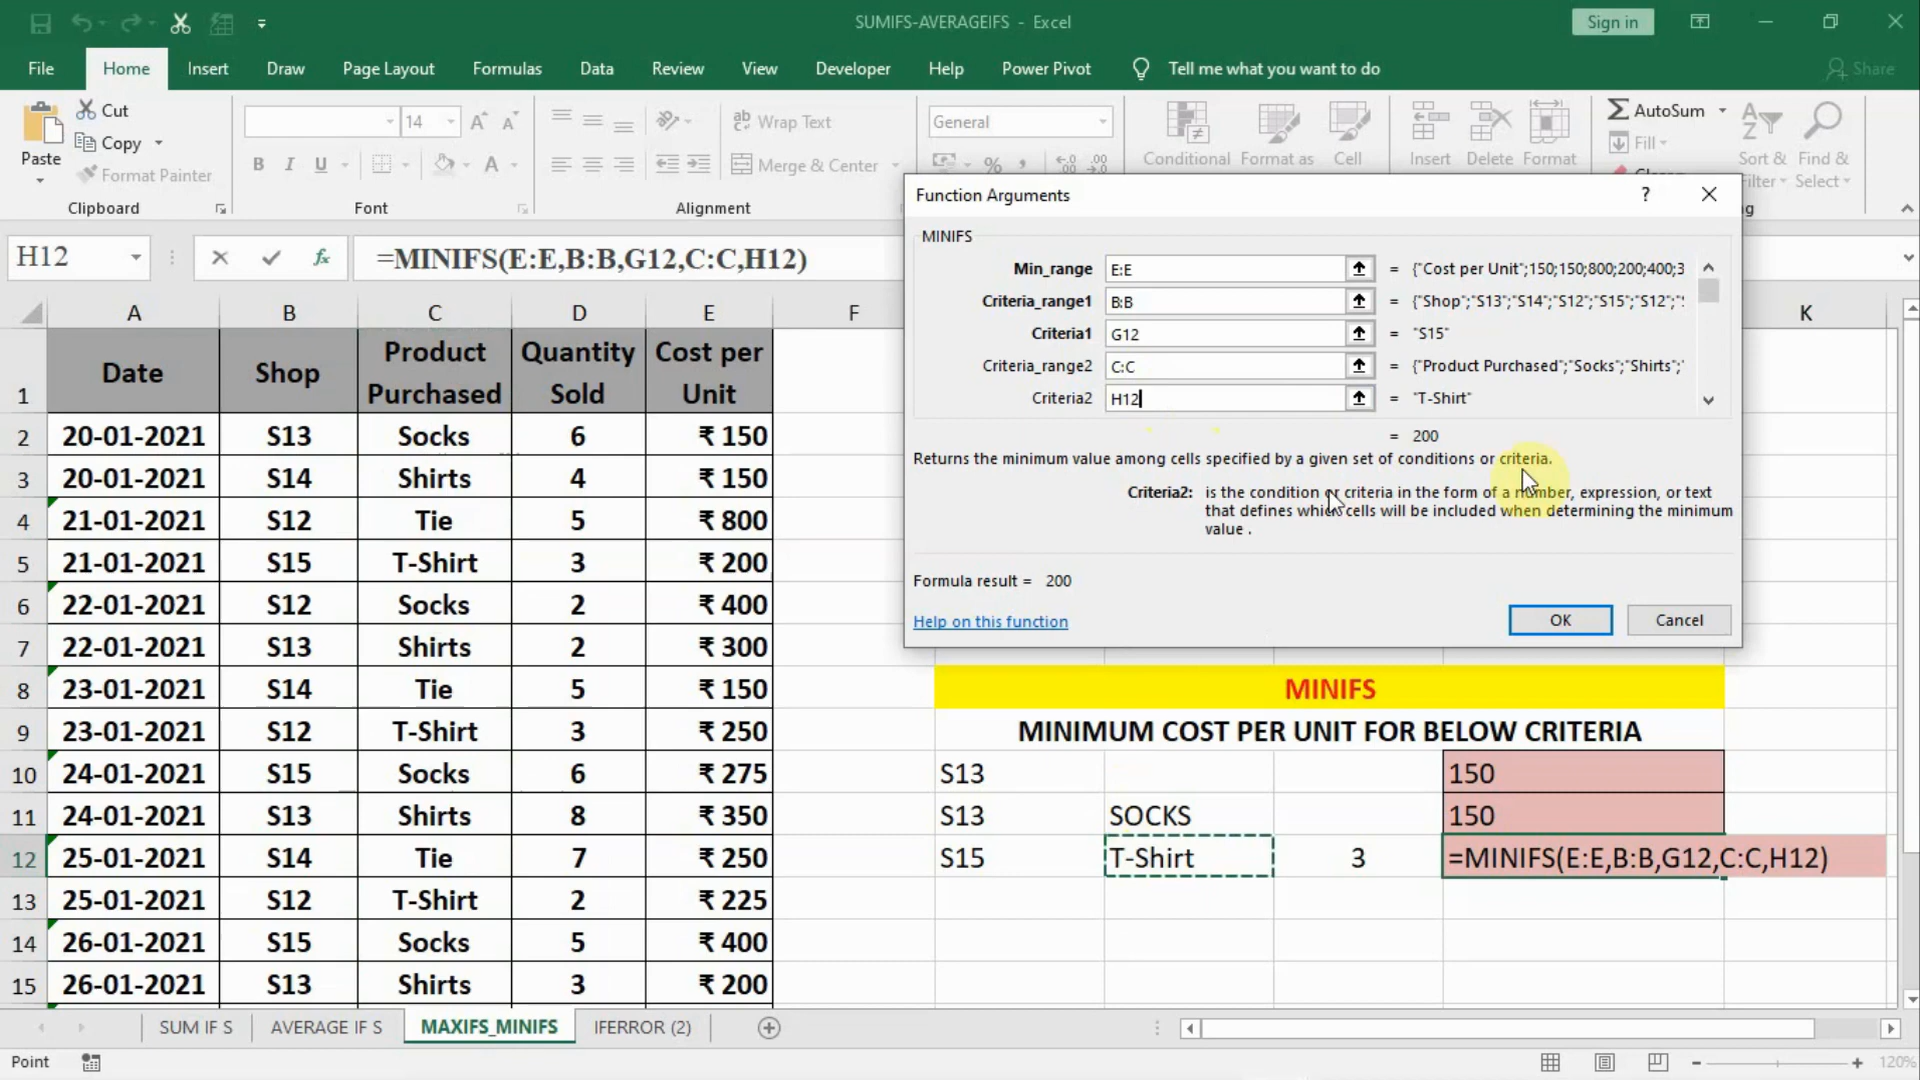 SUMIFS-AVERAGEIFS - Excel
Sign in
File Home Insert Draw Page Layout Formulas Data Review View Developer Help Power Pivot Tell me what you want to do Share
Paste Cut
Copy
Format Painter
Clipboard
14
B I U A
Font
ab Wrap Text
Merge & Center
Alignment
General
%
Conditional Format as Cell
Insert Delete Format
AutoSum
Fill
Sort & Find &
Filter Select
H12 fx =MINIFS(E:E,B:B,G12,C:C,H12)
Function Arguments ?
MINIFS
Min_range E:E = {"Cost per Unit";150;150;800;200;400;3
Criteria_range1 B:B = {"Shop";"S13";"S14";"S12";"S15";"S12";"
Criteria1 G12 = "S15"
Criteria_range2 C:C = {"Product Purchased";"Socks";"Shirts";"
Criteria2 H12 = "T-Shirt"
= 200
Returns the minimum value among cells specified by a given set of conditions or criteria.
Criteria2: is the condition or criteria in the form of a number, expression, or text
that defines which cells will be included when determining the minimum
value .
Formula result = 200
Help on this function OK Cancel
A B C D E F K
1 Date Shop Product Purchased Quantity Sold Cost per Unit
2 20-01-2021 S13 Socks 6 ₹ 150
3 20-01-2021 S14 Shirts 4 ₹ 150
4 21-01-2021 S12 Tie 5 ₹ 800
5 21-01-2021 S15 T-Shirt 3 ₹ 200
6 22-01-2021 S12 Socks 2 ₹ 400
7 22-01-2021 S13 Shirts 2 ₹ 300
8 23-01-2021 S14 Tie 5 ₹ 150 MINIFS
9 23-01-2021 S12 T-Shirt 3 ₹ 250 MINIMUM COST PER UNIT FOR BELOW CRITERIA
10 24-01-2021 S15 Socks 6 ₹ 275 S13 150
11 24-01-2021 S13 Shirts 8 ₹ 350 S13 SOCKS 150
12 25-01-2021 S14 Tie 7 ₹ 250 S15 T-Shirt 3 =MINIFS(E:E,B:B,G12,C:C,H12)
13 25-01-2021 S12 T-Shirt 2 ₹ 225
14 26-01-2021 S15 Socks 5 ₹ 400
15 26-01-2021 S13 Shirts 3 ₹ 200
SUM IF S AVERAGE IF S MAXIFS_MINIFS IFERROR (2)
Point 120%